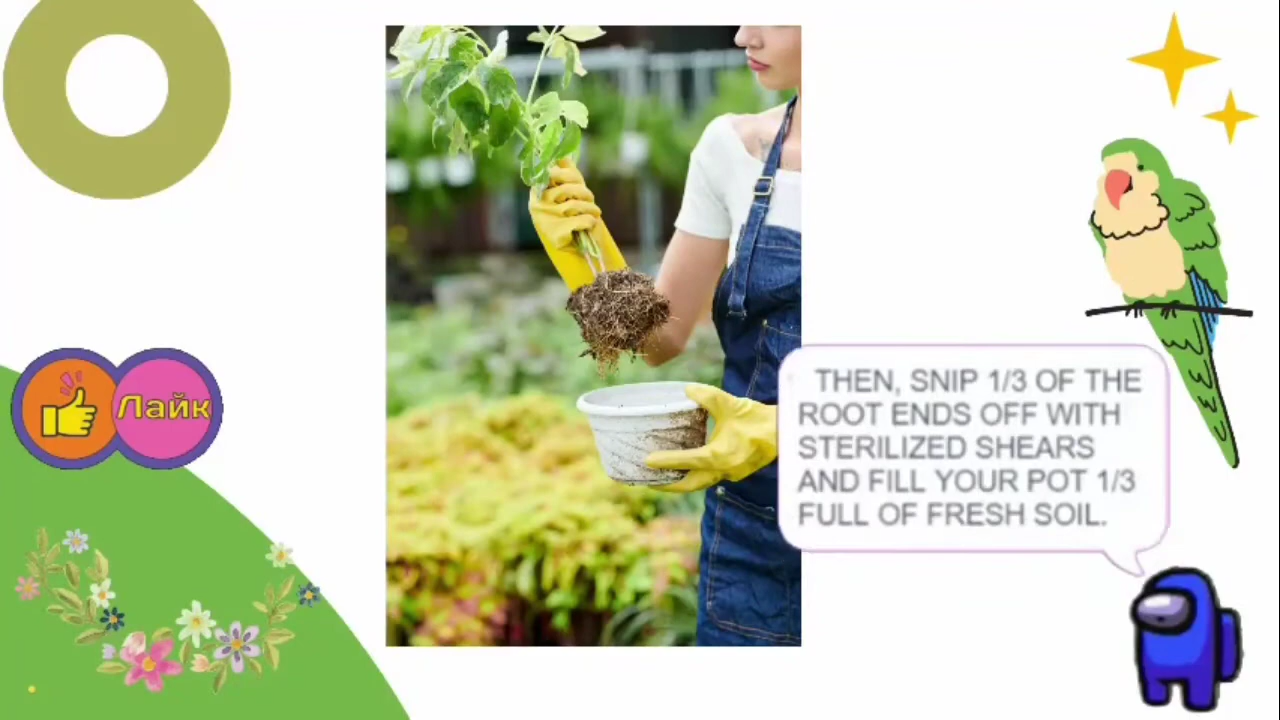 Лайк
THEN, SNIP 1/3 OF THE
ROOT ENDS OFF WITH
STERILIZED SHEARS
AND FILL YOUR POT 1/3
FULL OF FRESH SOIL.